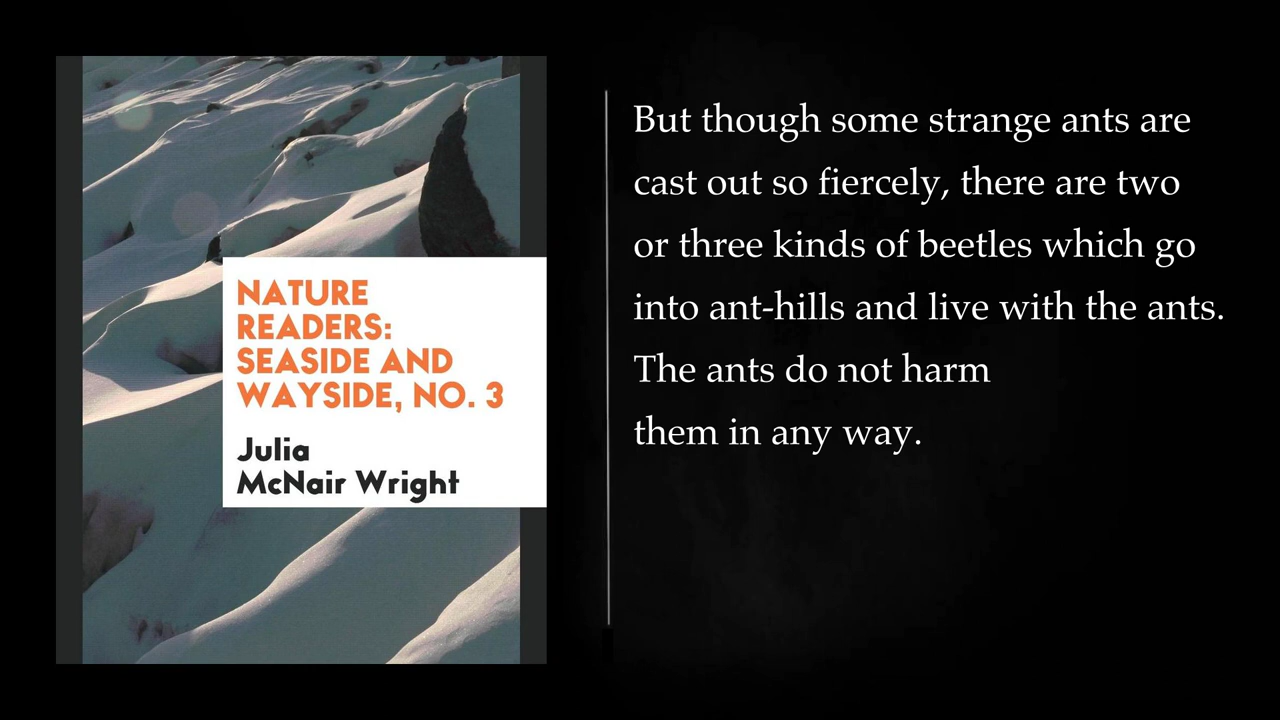 NATURE
READERS:
SEASIDE AND
WAYSIDE, NO. 3
Julia
McNair Wright
But though some strange ants are
cast out so fiercely, there are two
or three kinds of beetles which go
into ant-hills and live with the ants.
The ants do not harm
them in any way.